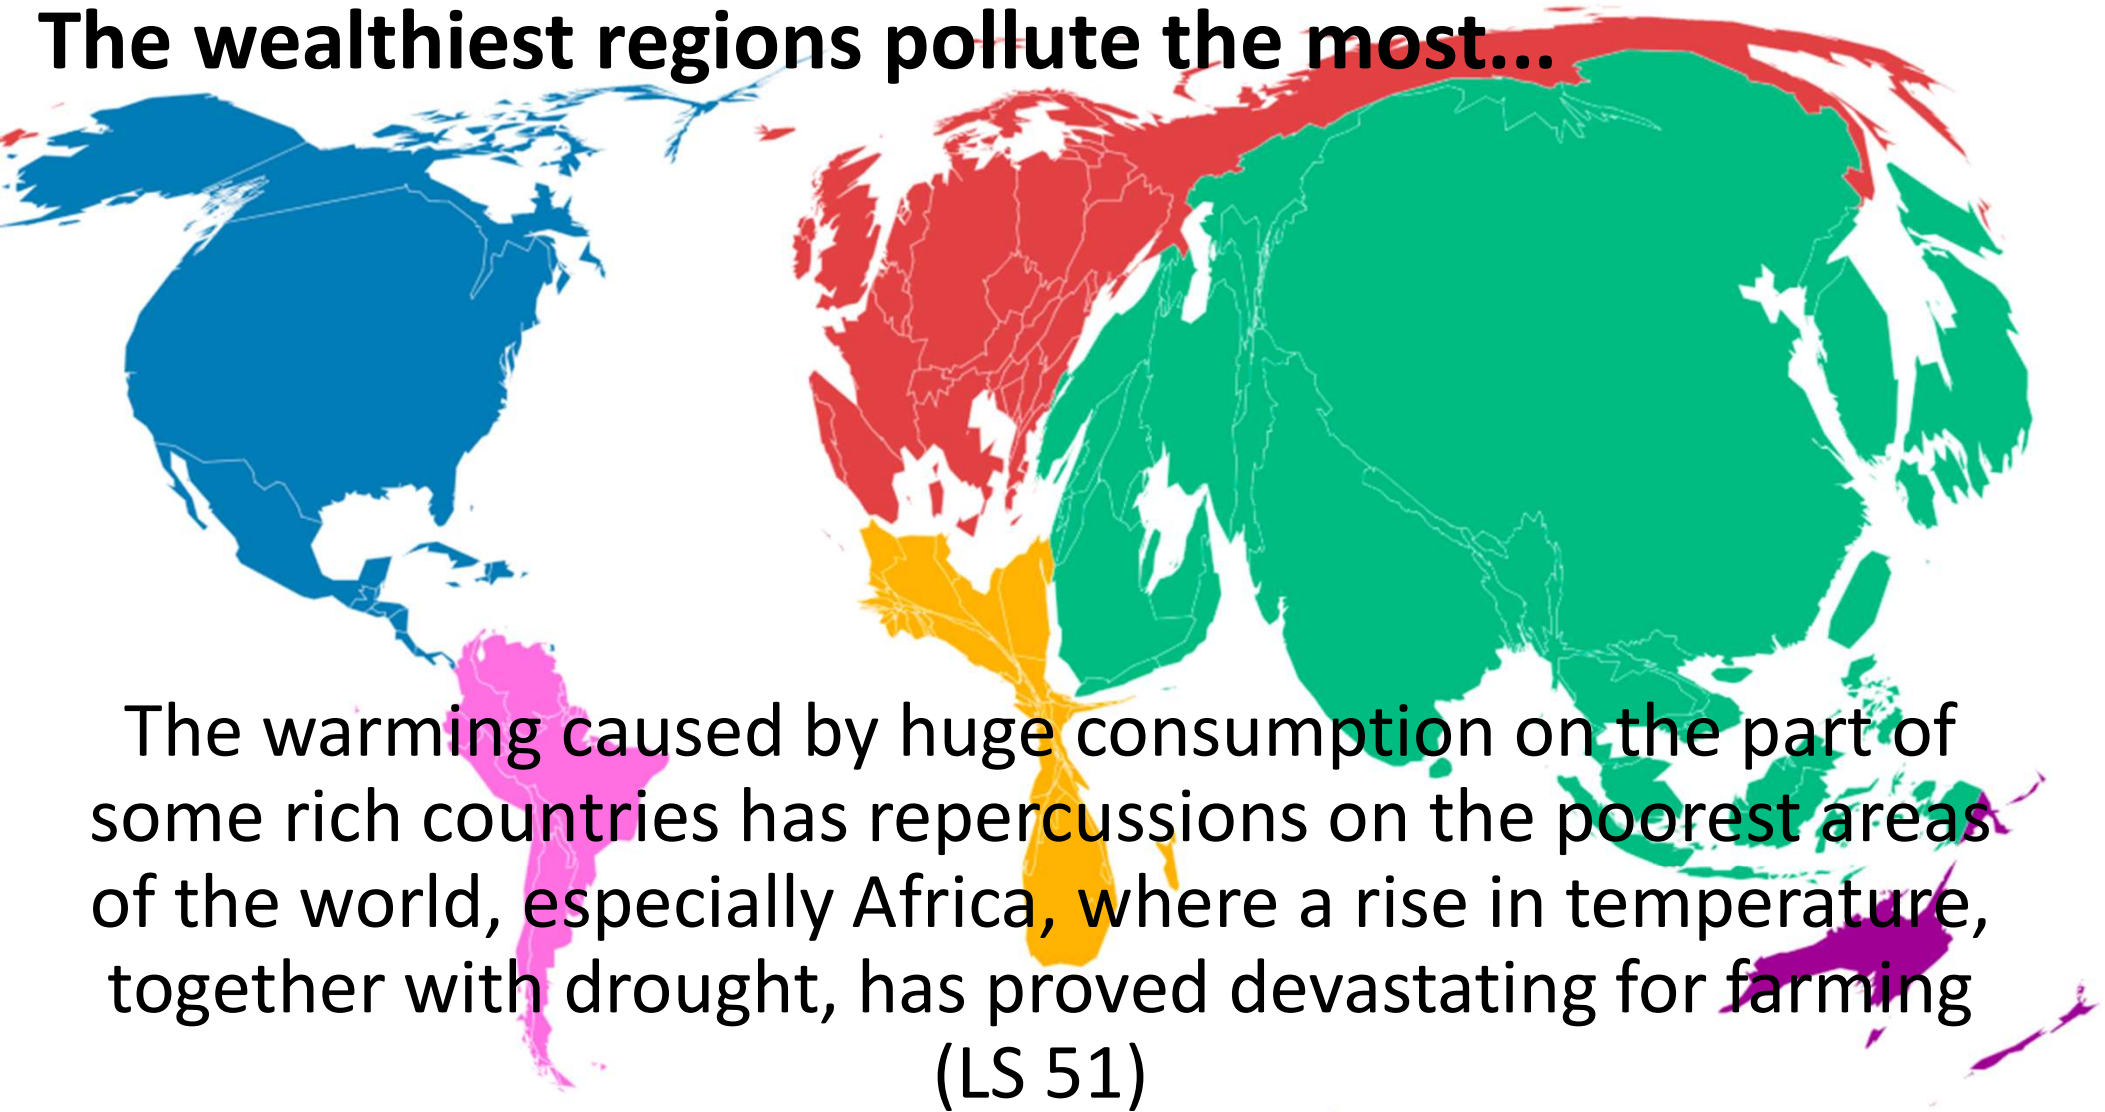 The wealthiest regions pollute the most...
The warming caused by huge consumption on the part of
some rich countries has repercussions on the poorest areas
of the world, especially Africa, where a rise in temperature,
together with drought, has proved devastating for farming
(LS 51)